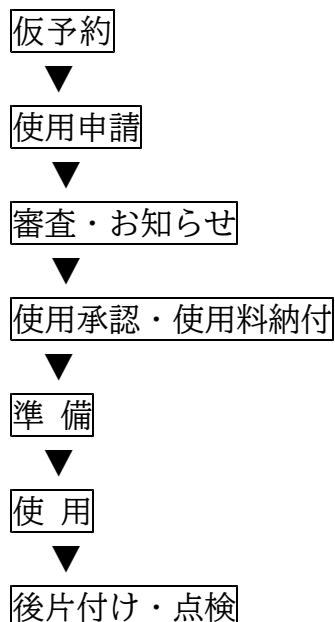 仮予約
▼
使用申請
▼
審査・お知らせ
▼
使用承認・使用料納付
▼
準 備
▼
使 用
▼
後片付け・点検